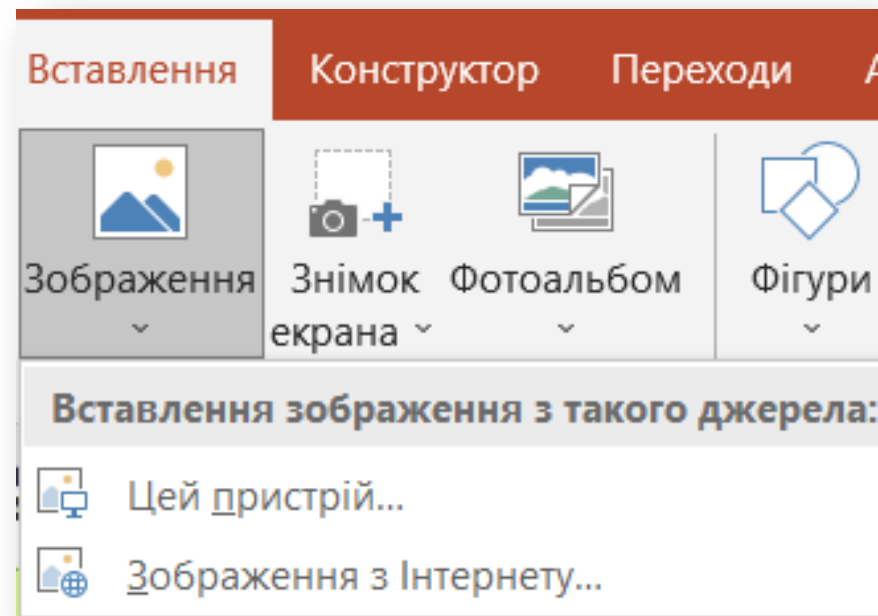 Вставлення Конструктор Переходи
Зображення Знімок екрана Фотоальбом Фігури
Вставлення зображення з такого джерела:
Цей пристрій...
Зображення з Інтернету...